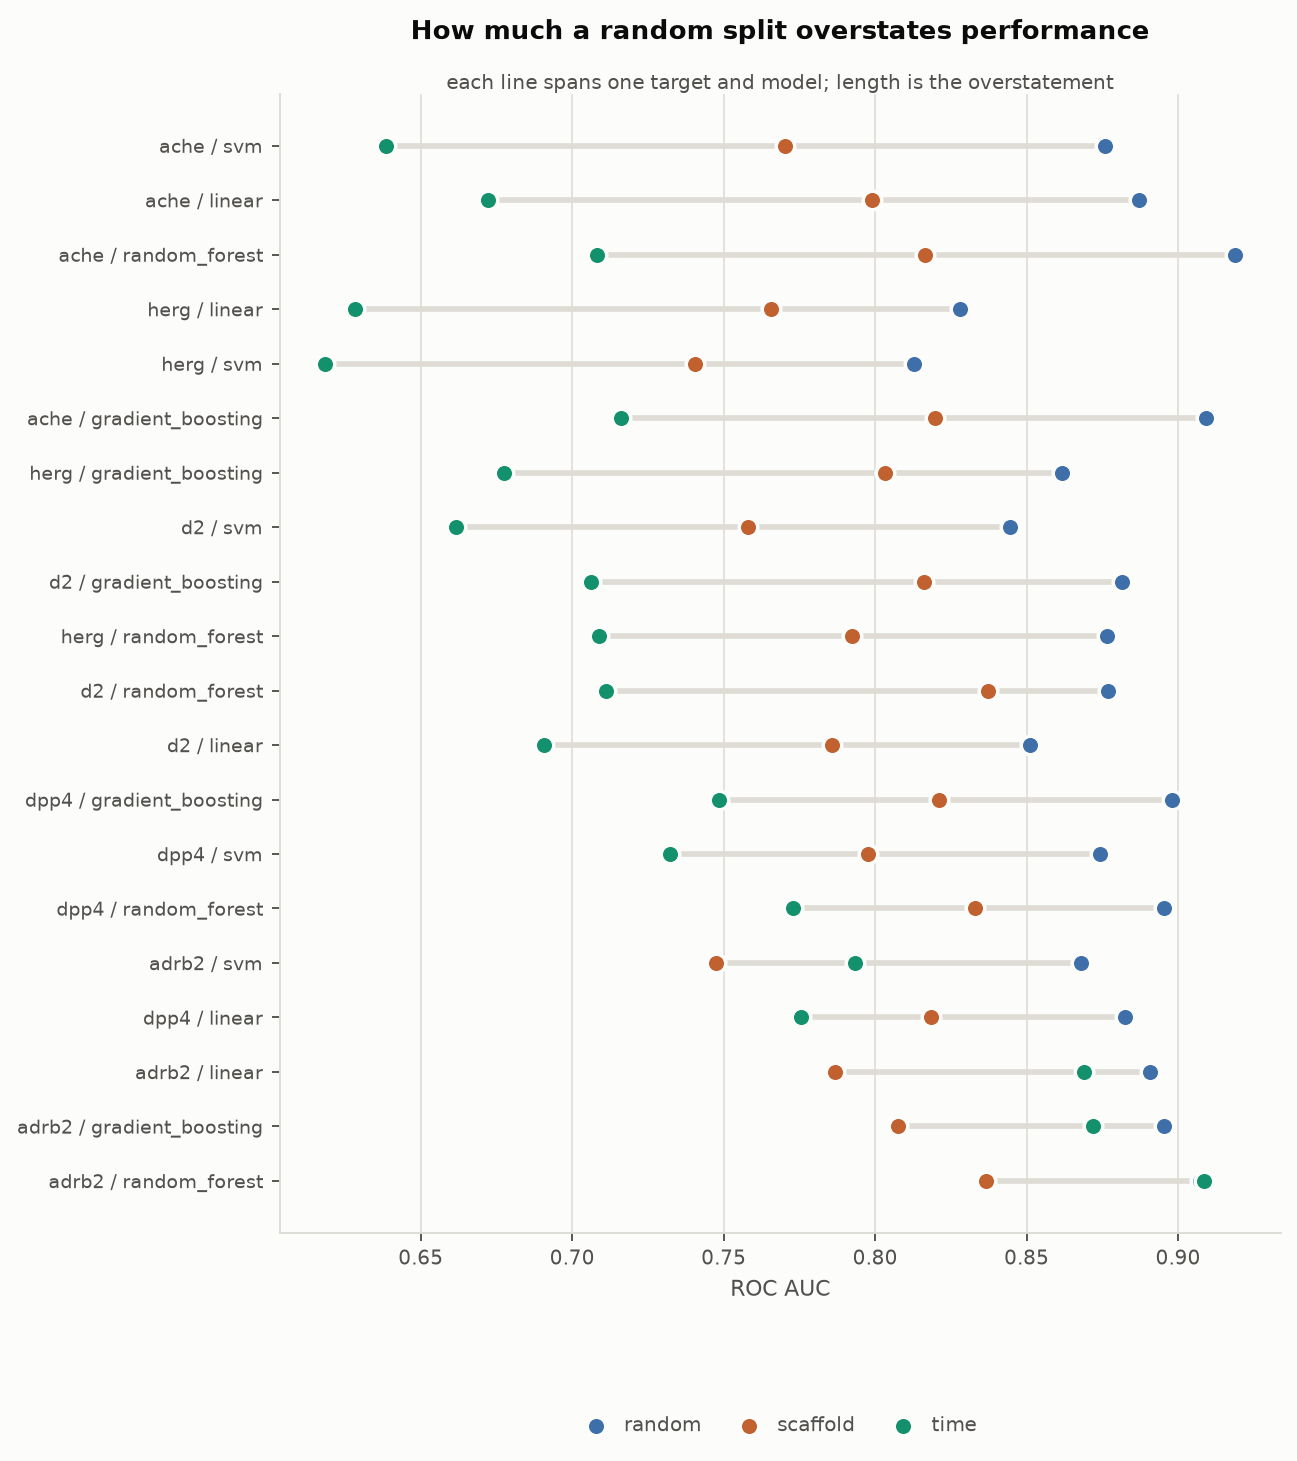 How much a random split overstates performance
each line spans one target and model; length is the overstatement
ache / svm
ache / linear
ache / random_forest
herg / linear
herg / svm
ache / gradient_boosting
herg / gradient_boosting
d2 / svm
d2 / gradient_boosting
herg / random_forest
d2 / random_forest
d2 / linear
dpp4 / gradient_boosting
dpp4 / svm
dpp4 / random_forest
adrb2 / svm
dpp4 / linear
adrb2 / linear
adrb2 / gradient_boosting
adrb2 / random_forest
0.65 0.70 0.75 0.80 0.85 0.90
ROC AUC
random scaffold time